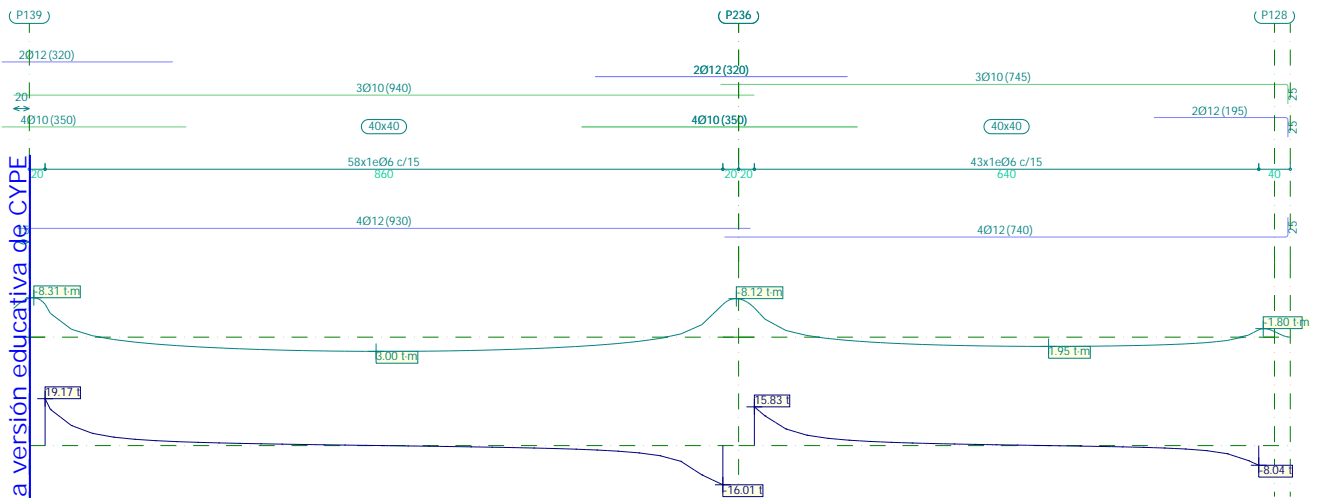 P139
P236
P128
2Ø12(320)
2Ø12(320)
3Ø10(745)
3Ø10(940)
25
20
2Ø12(195)
4Ø10(350)
40x40
4Ø10(350)
40x40
25
58x1eØ6 c/15
43x1eØ6 c/15
20
860
20
20
640
40
4Ø12(930)
4Ø12(740)
25
a versión educativa de CYPE
-8.31 t·m
-8.12 t·m
-1.80 t·m
3.00 t·m
1.95 t·m
19.17 t
15.83 t
-16.01 t
-8.04 t